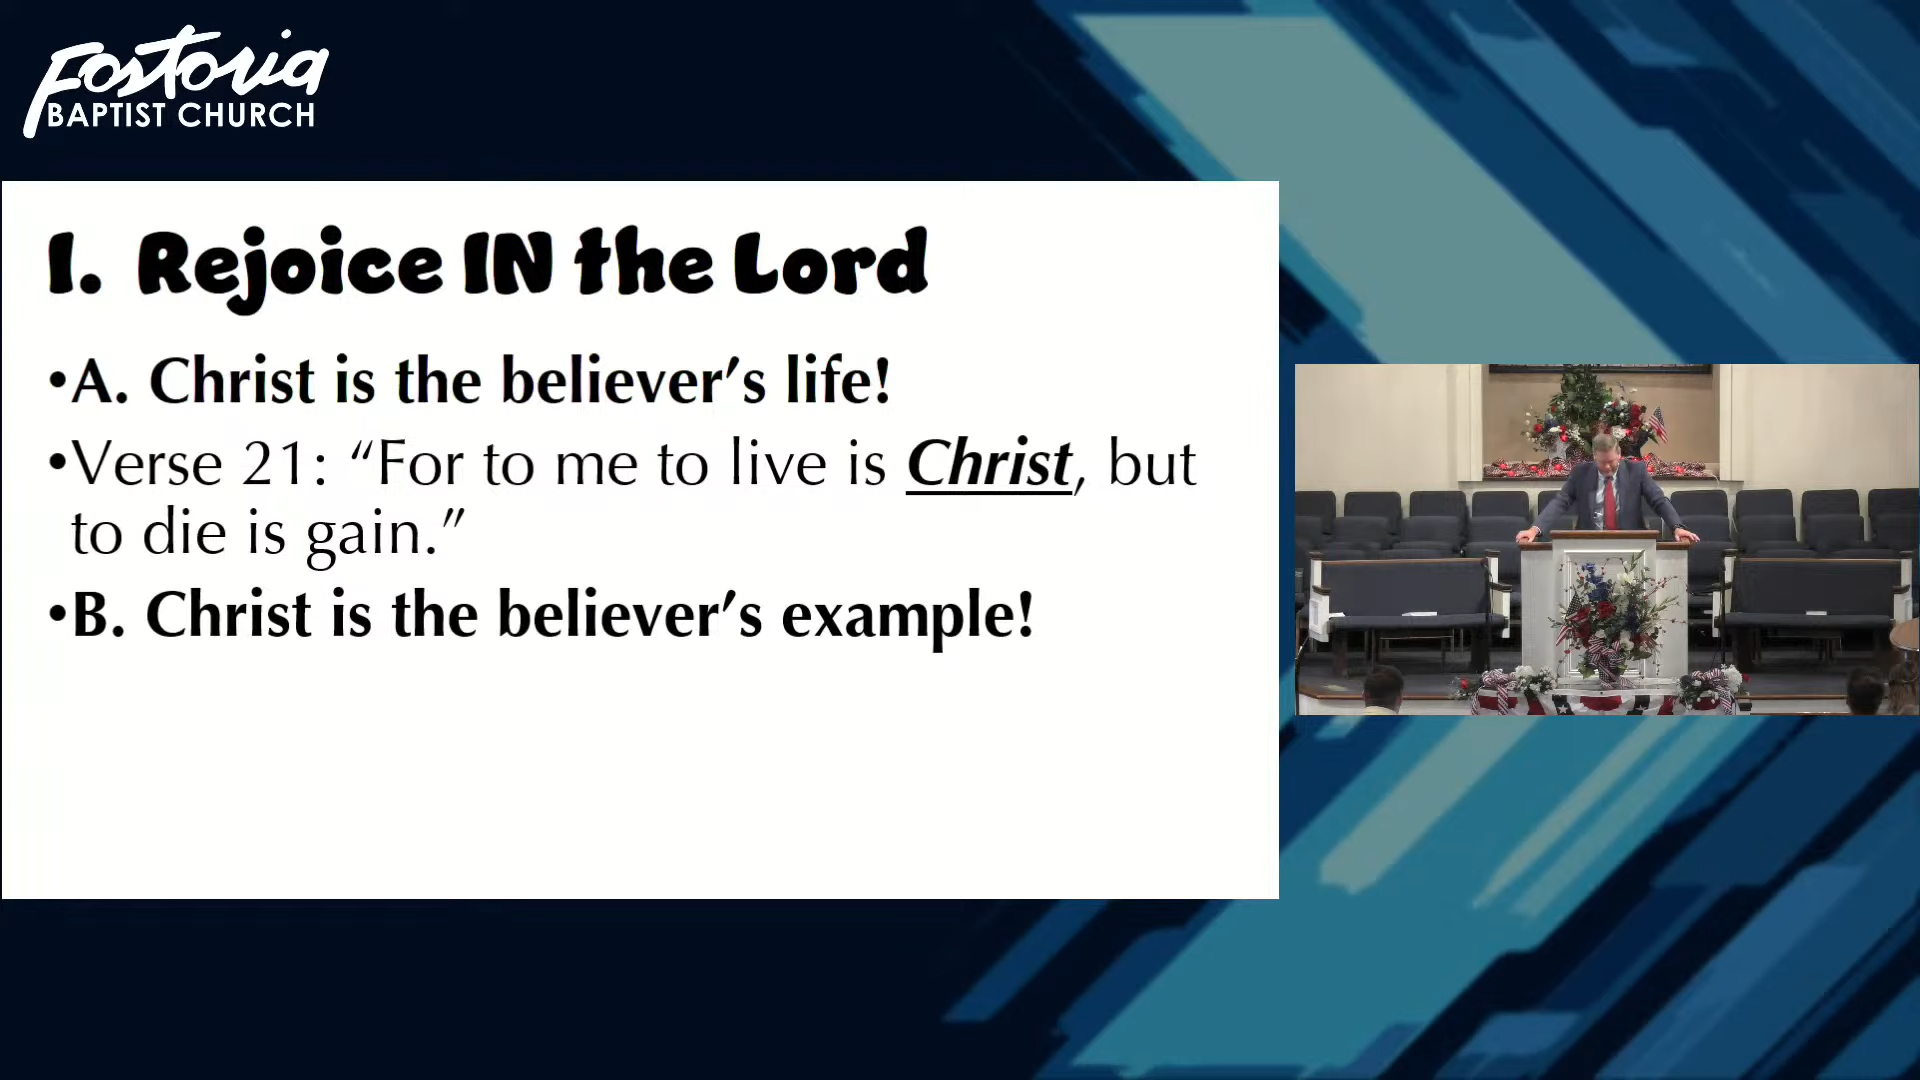 Fostoria
BAPTIST CHURCH
I. Rejoice IN the Lord
•A. Christ is the believer’s life!
•Verse 21: “For to me to live is Christ, but
to die is gain.”
•B. Christ is the believer’s example!